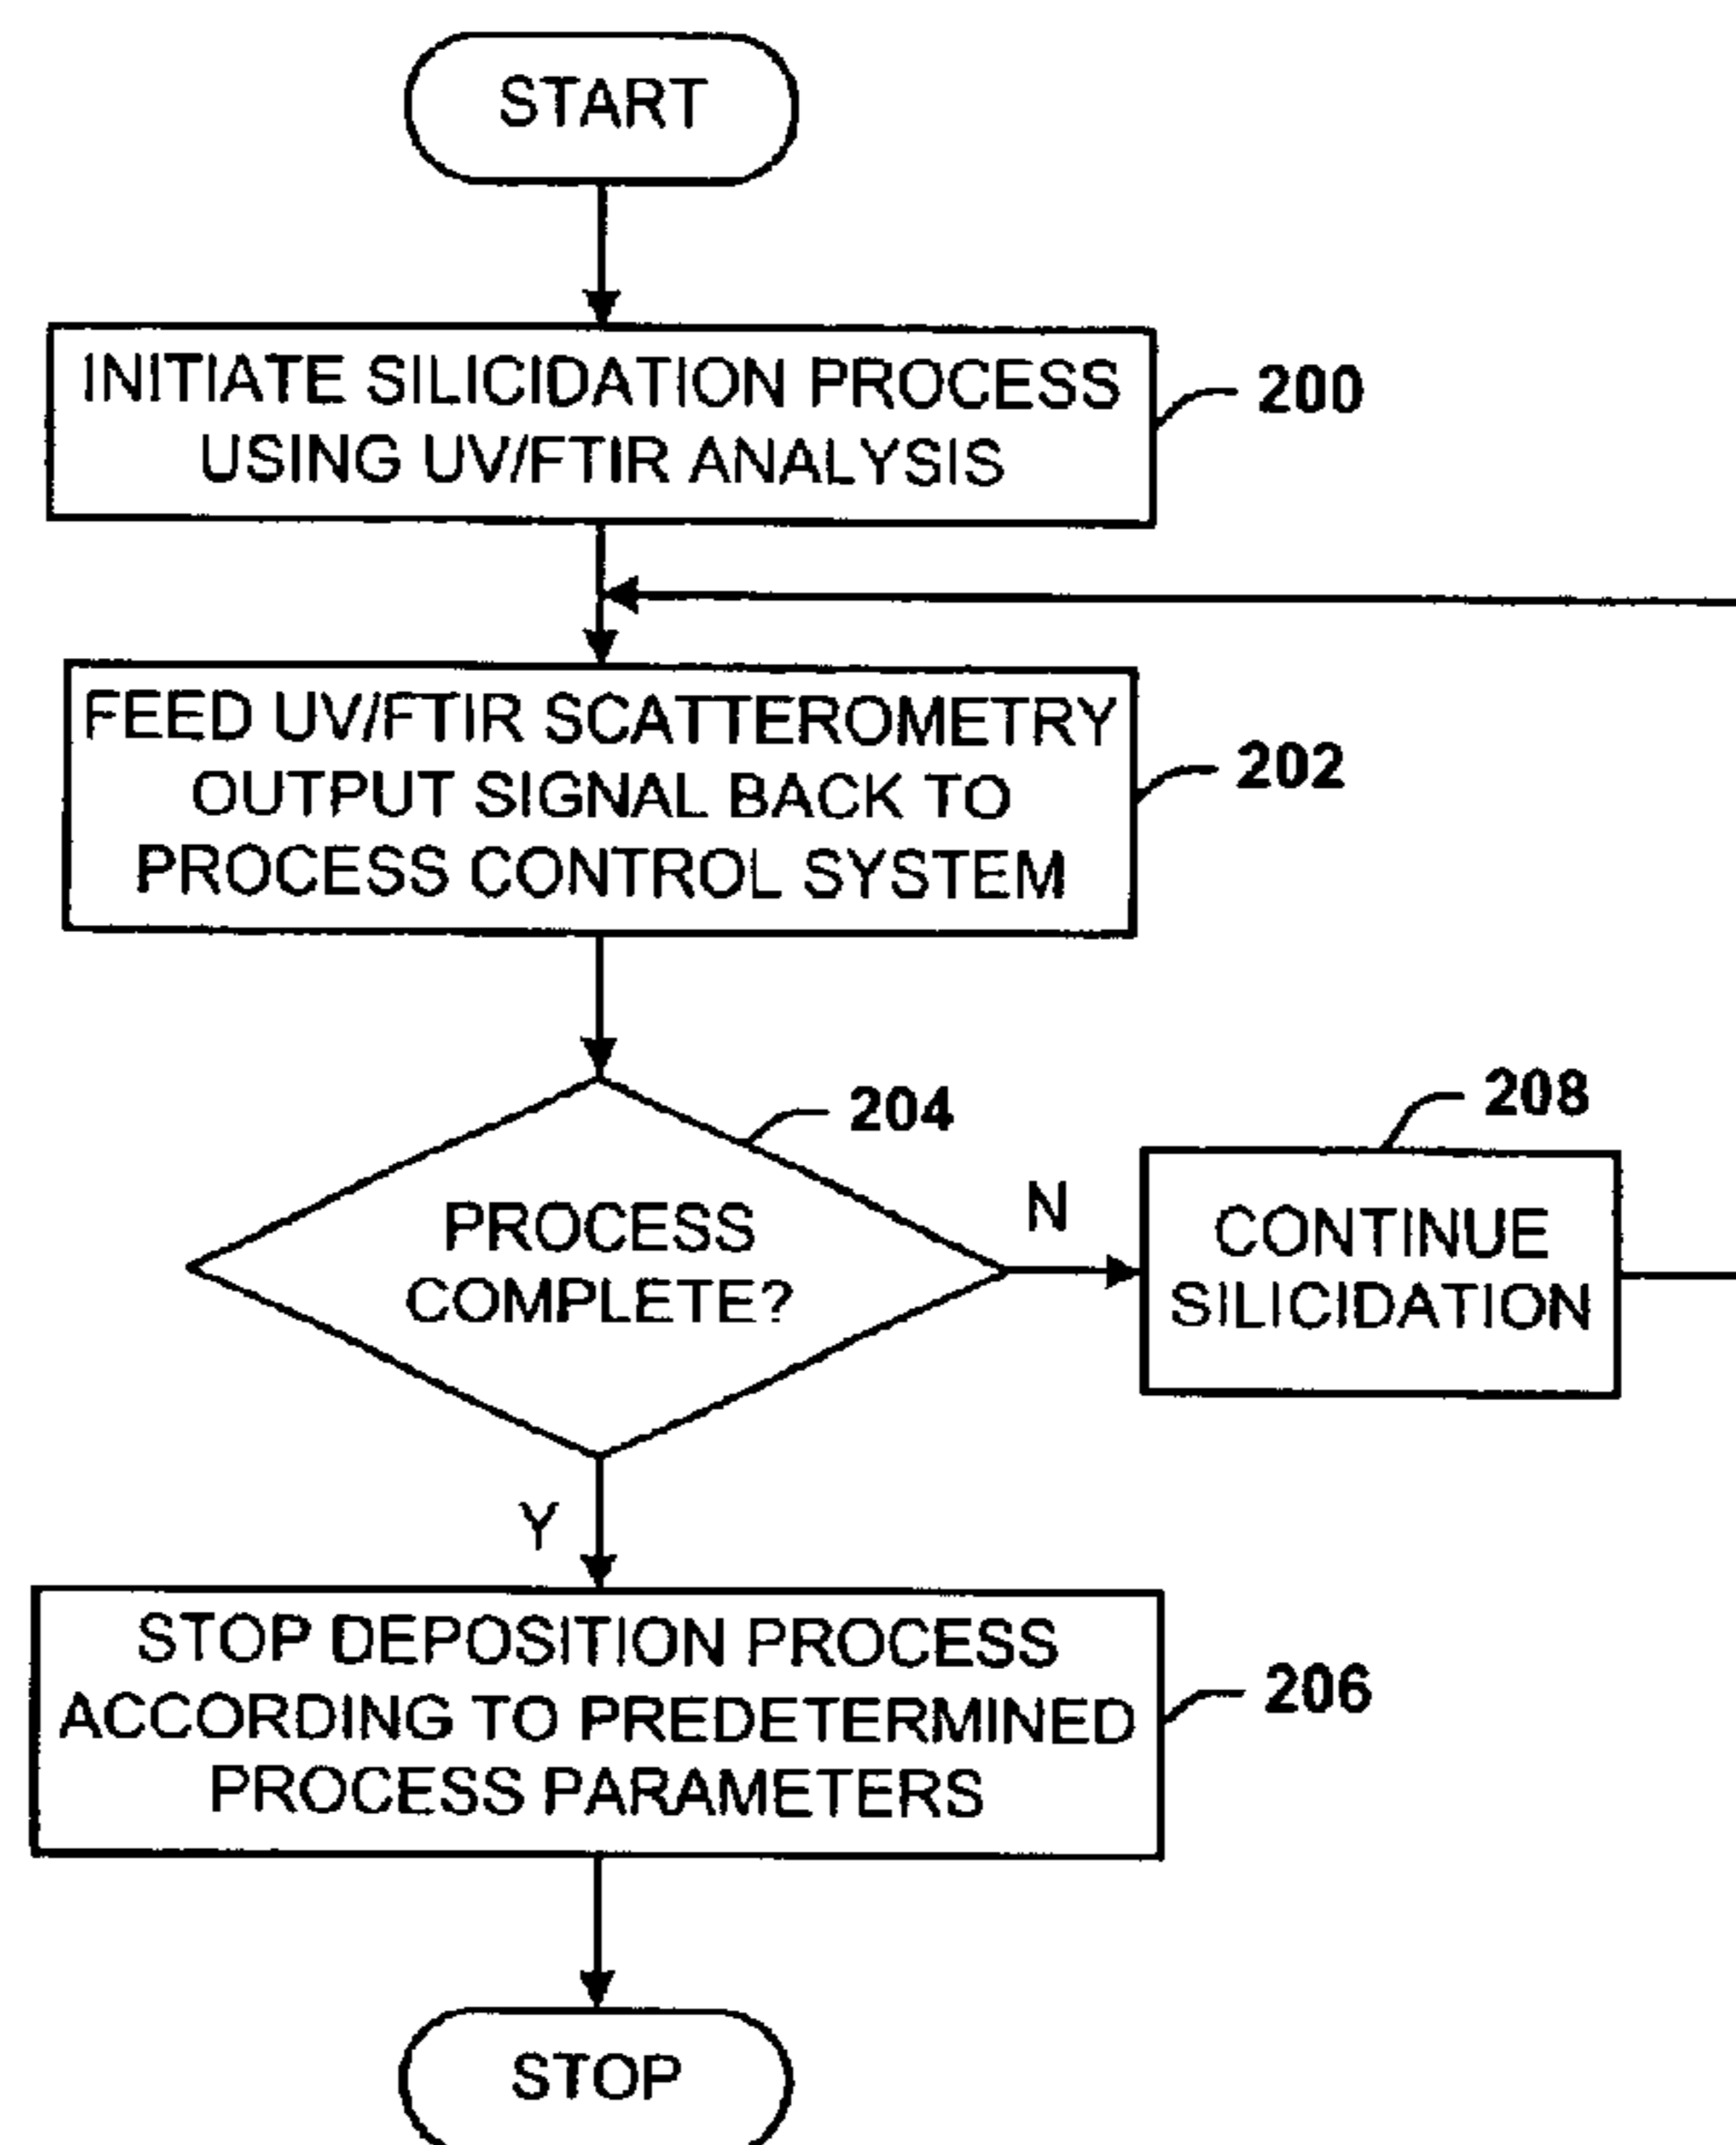 START
INITIATE SILICIDATION PROCESS
USING UV/FTIR ANALYSIS
200
FEED UV/FTIR SCATTEROMETRY
OUTPUT SIGNAL BACK TO
PROCESS CONTROL SYSTEM
202
204
PROCESS
COMPLETE?
N
208
CONTINUE
SILICIDATION
Y
STOP DEPOSITION PROCESS
ACCORDING TO PREDETERMINED
PROCESS PARAMETERS
206
STOP